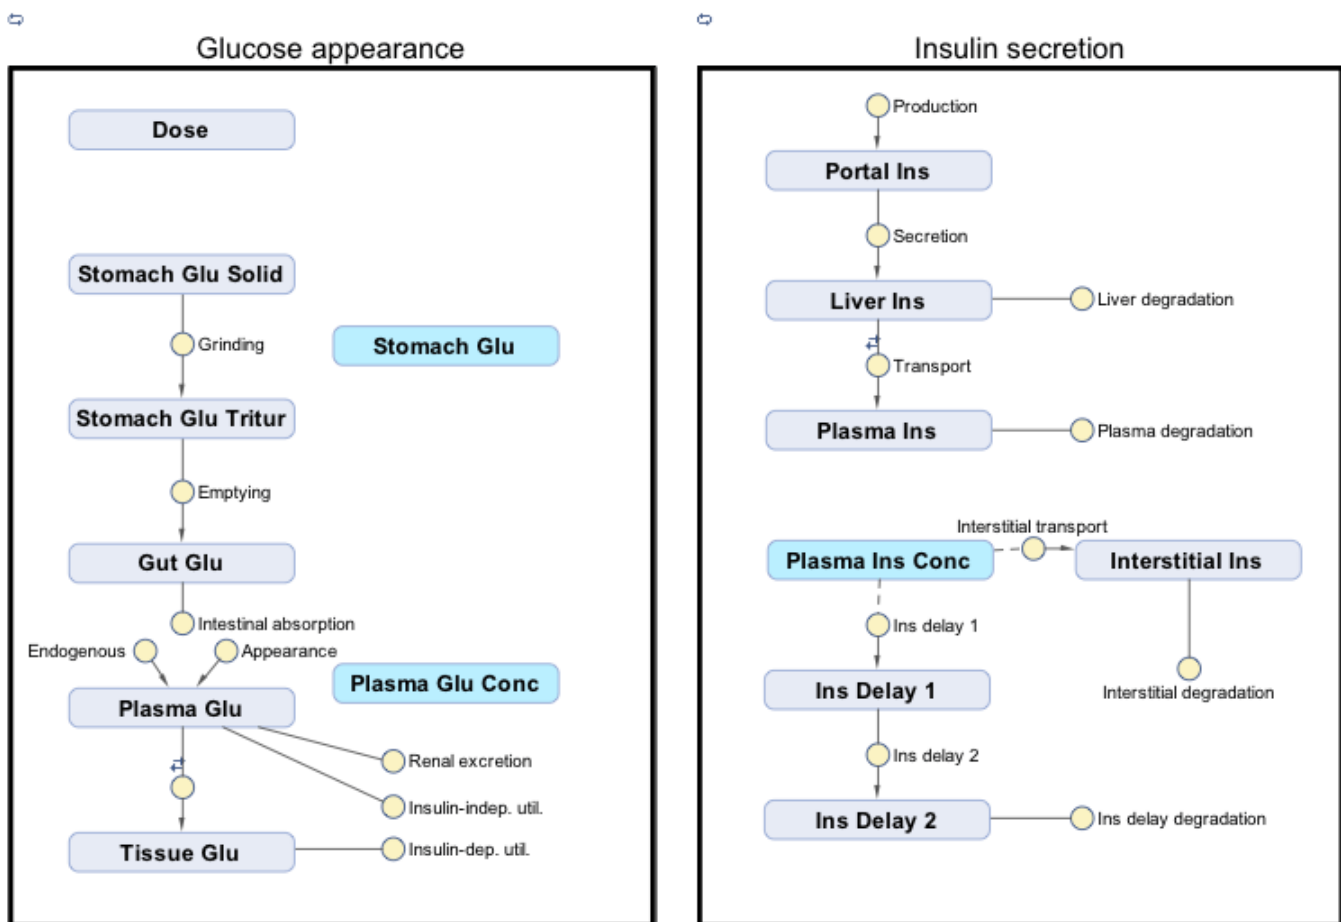 Glucose appearance
Dose
Stomach Glu Solid
Grinding
Stomach Glu
Stomach Glu Tritur
Emptying
Gut Glu
Intestinal absorption
Endogenous
Appearance
Plasma Glu Conc
Plasma Glu
Renal excretion
Insulin-indep. util.
Tissue Glu
Insulin-dep. util.
Insulin secretion
Production
Portal Ins
Secretion
Liver Ins
Liver degradation
Transport
Plasma Ins
Plasma degradation
Interstitial transport
Plasma Ins Conc
Interstitial Ins
Ins delay 1
Ins Delay 1
Interstitial degradation
Ins delay 2
Ins Delay 2
Ins delay degradation